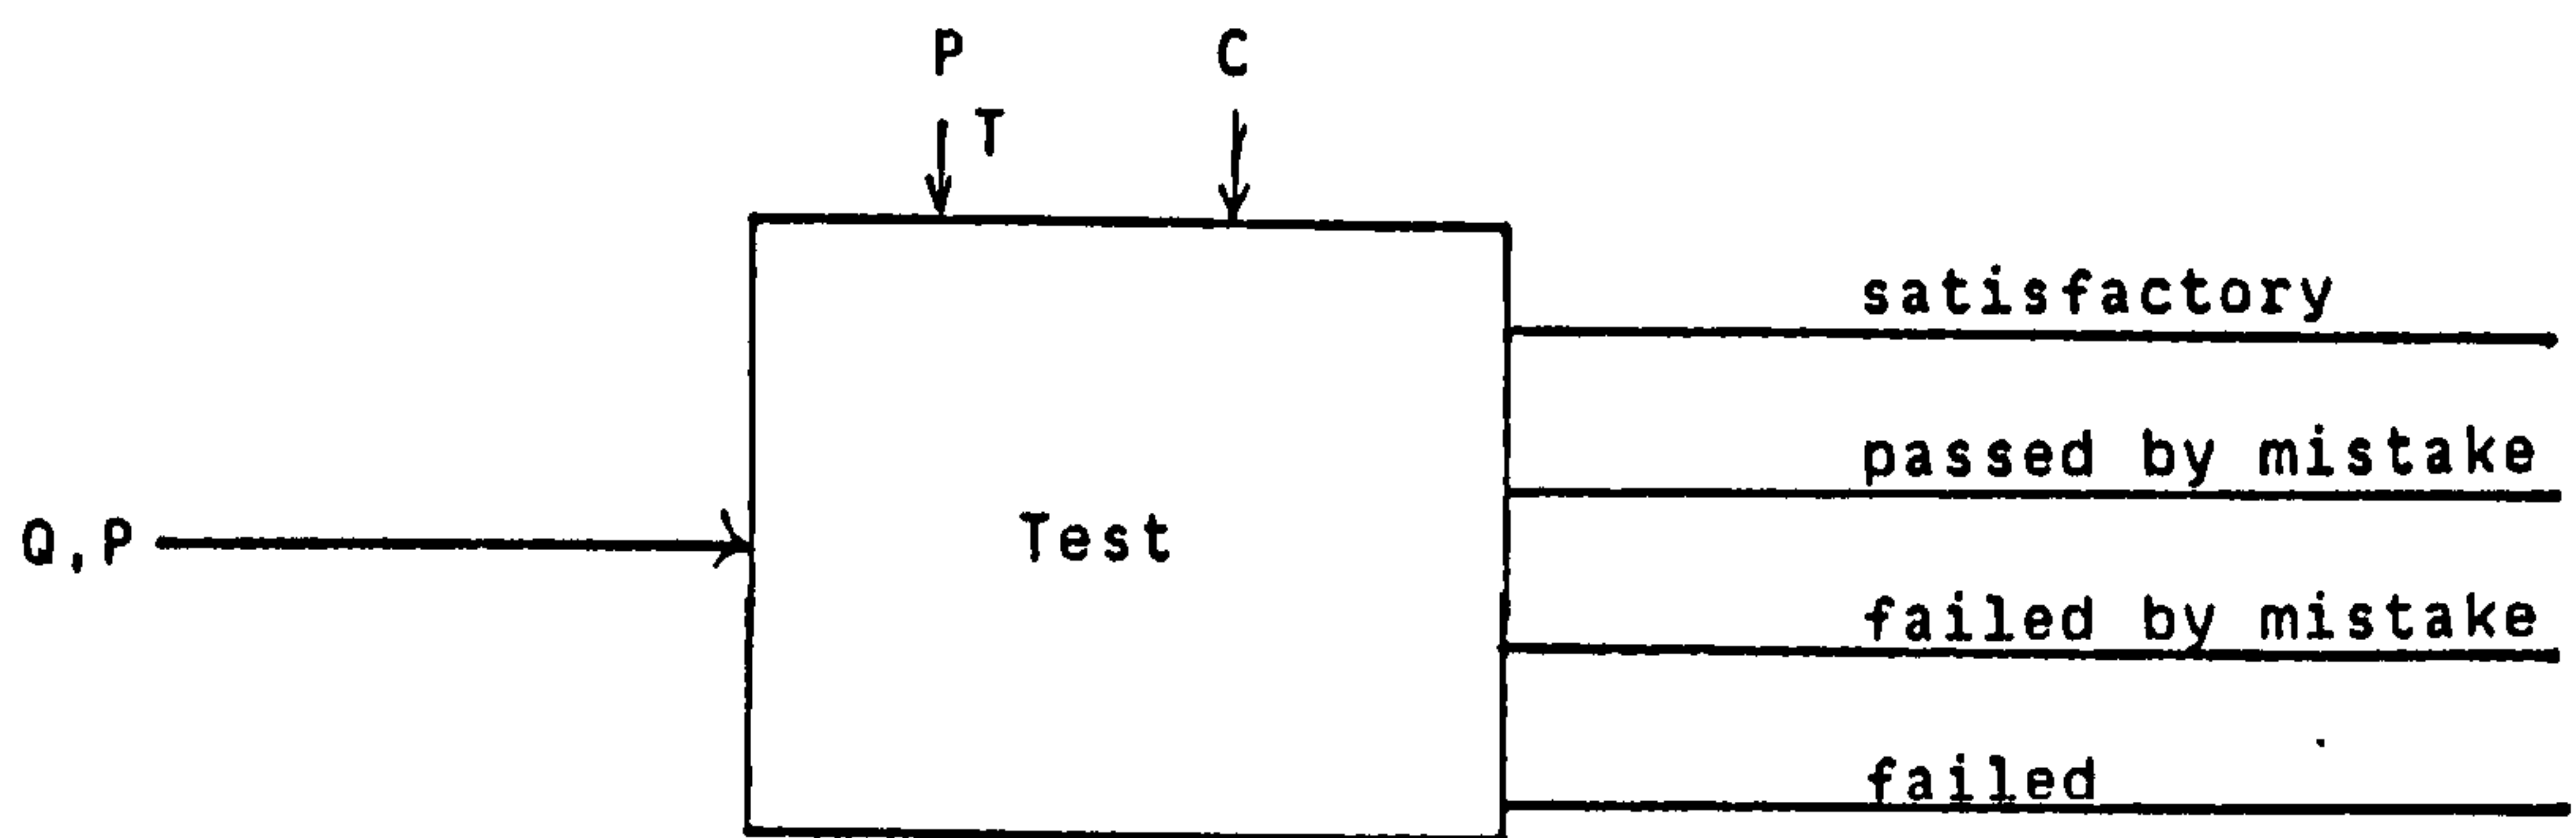 P C
T
satisfactory
passed by mistake
Q,P Test
failed by mistake
failed